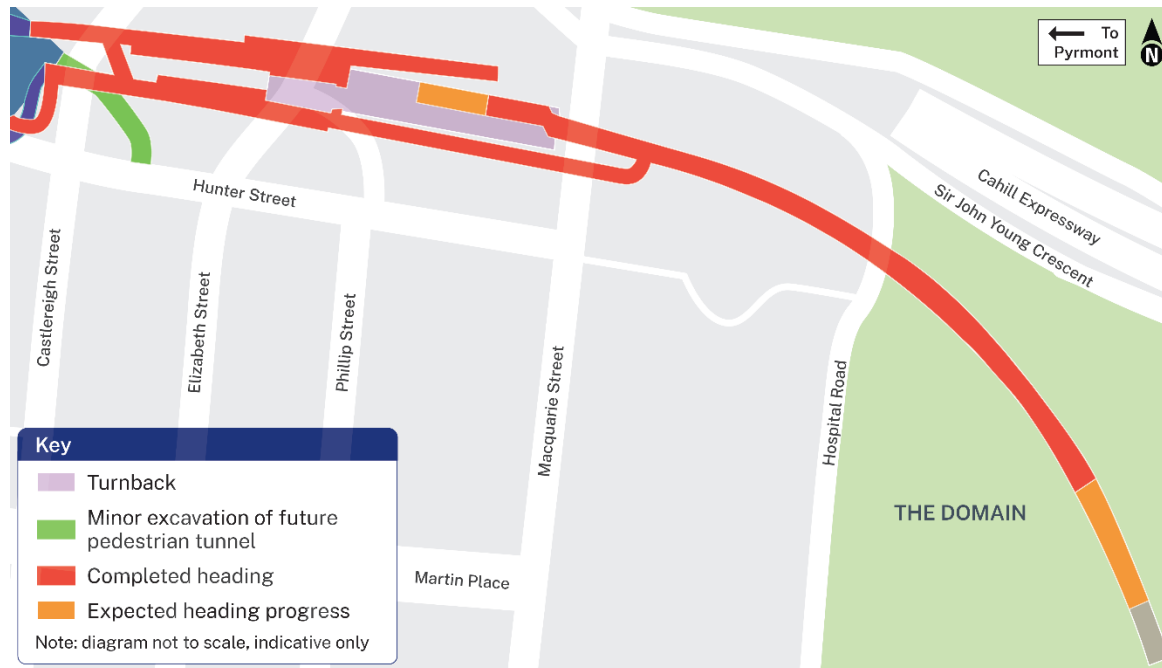 To
Pyrmont
N
Cahill Expressway
Sir John Young Crescent
Hunter Street
Castlereigh Street
Elizabeth Street
Phillip Street
Macquarie Street
Hospital Road
THE DOMAIN
Martin Place
Key
Turnback
Minor excavation of future
pedestrian tunnel
Completed heading
Expected heading progress
Note: diagram not to scale, indicative only